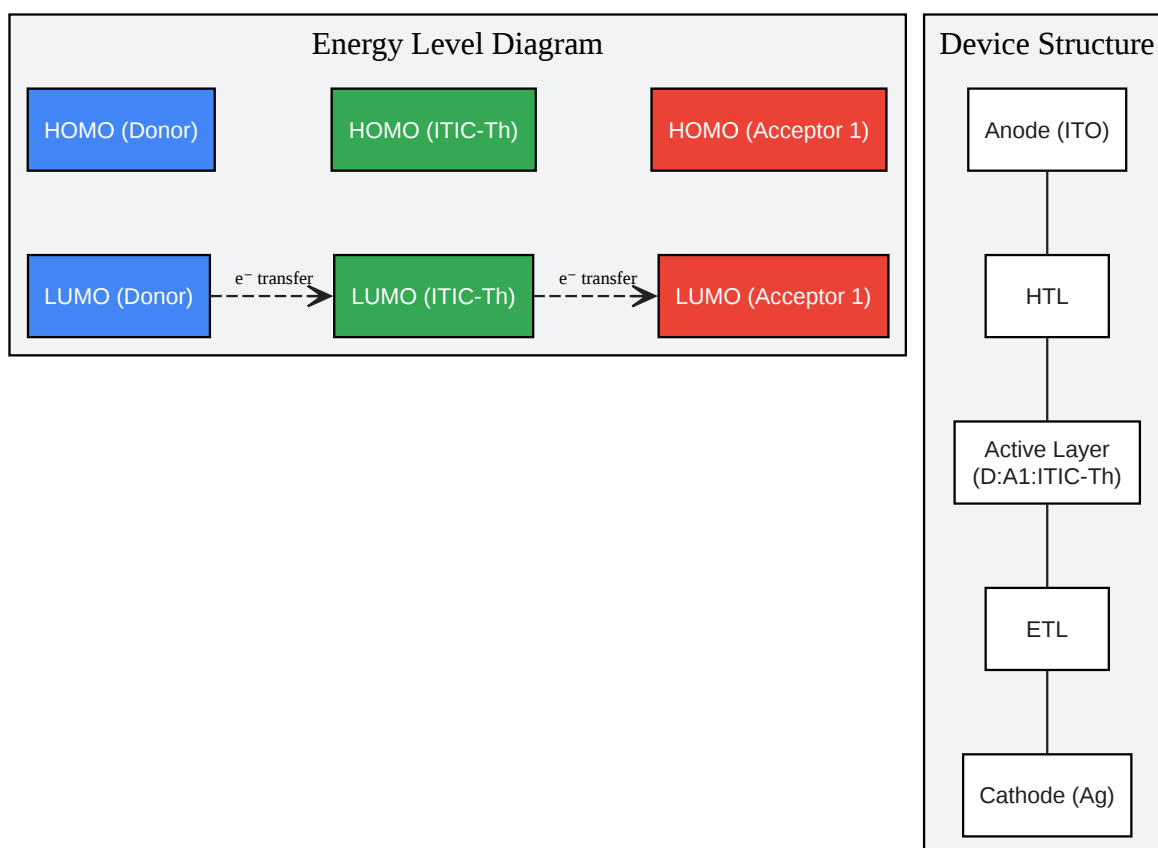 Energy Level Diagram
HOMO (Donor)
HOMO (ITIC-Th)
HOMO (Acceptor 1)
LUMO (Donor)
e⁻ transfer
LUMO (ITIC-Th)
e⁻ transfer
LUMO (Acceptor 1)
Device Structure
Anode (ITO)
HTL
Active Layer
(D:A1:ITIC-Th)
ETL
Cathode (Ag)